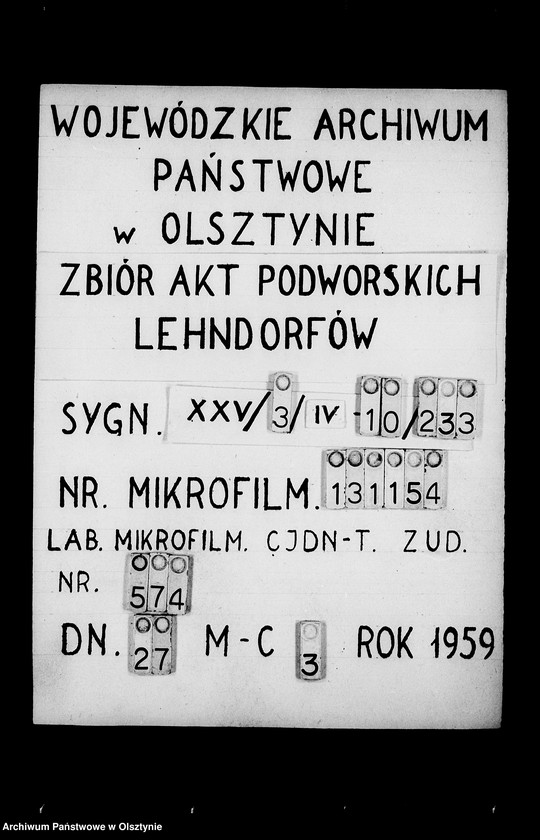 WOJEWÓDZKIE ARCHIWUM
PAŃSTWOWE
w OLSZTYNIE
ZBIÓR AKT PODWORSKICH
LEHNDORFÓW
SYGN. XXV/3/IV-10/233
NR. MIKROFILM. 131154
LAB. MIKROFILM. CJDN-T. ZUD.
NR. 574
DN. 27 M-C 3 ROK 1959
Archiwum Państwowe w Olsztynie